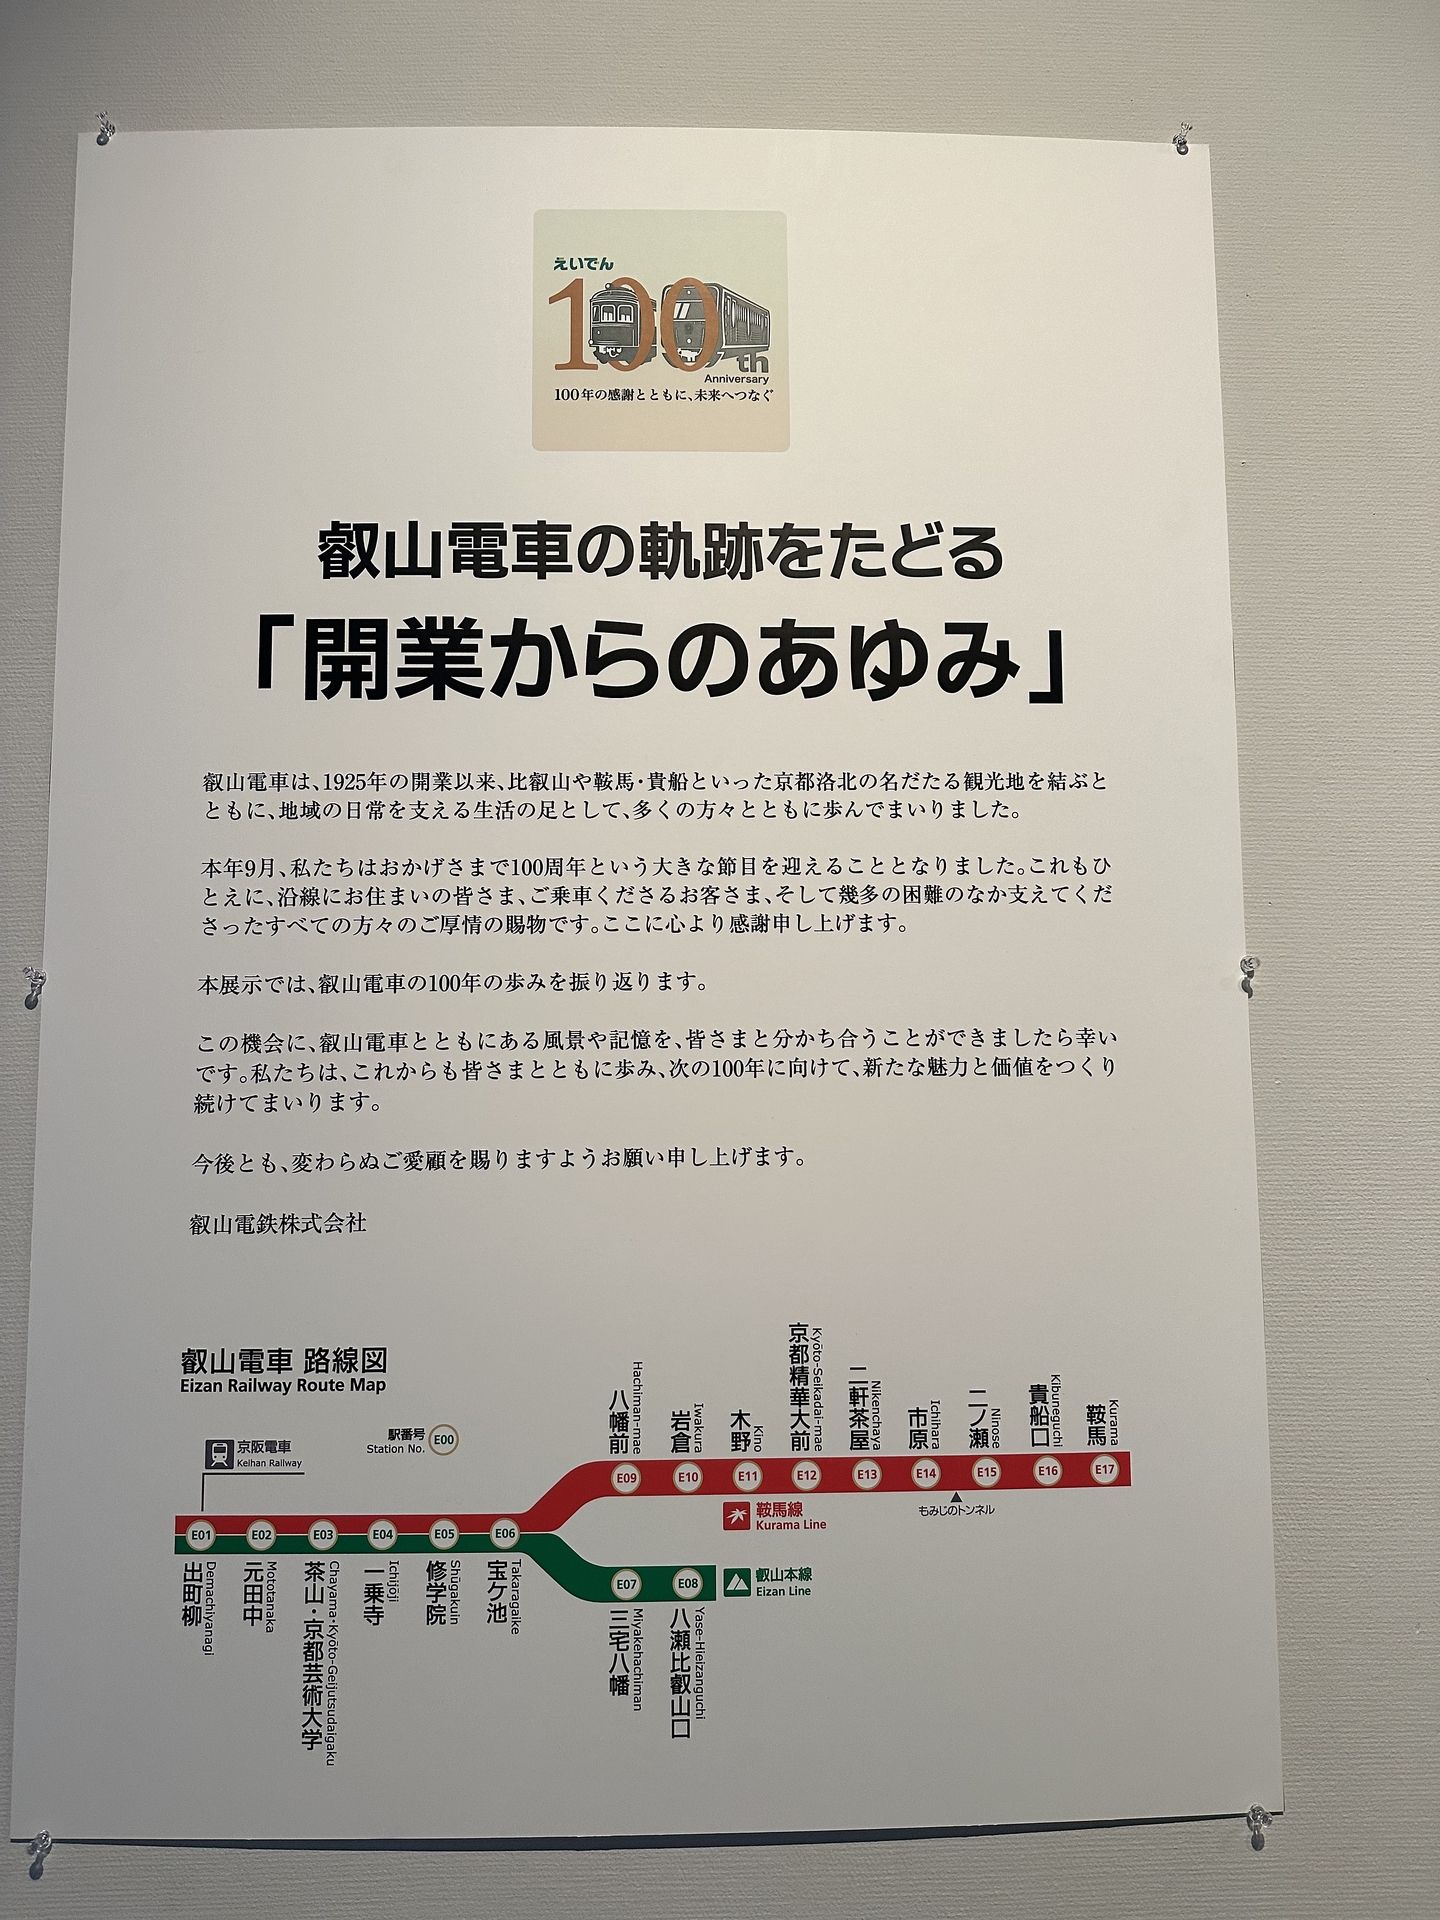 えいでん
100th
Anniversary
100年の感謝とともに、未来へつなぐ
叡山電車の軌跡をたどる
「開業からのあゆみ」
叡山電車は、1925年の開業以来、比叡山や鞍馬・貴船といった京都洛北の名だたる観光地を結ぶと
ともに、地域の日常を支える生活の足として、多くの方々とともに歩んでまいりました。
本年9月、私たちはおかげさまで100周年という大きな節目を迎えることとなりました。これもひ
とえに、沿線にお住まいの皆さま、ご乗車くださるお客さま、そして幾多の困難のなか支えてくだ
さったすべての方々のご厚情の賜物です。ここに心より感謝申し上げます。
本展示では、叡山電車の100年の歩みを振り返ります。
この機会に、叡山電車とともにある風景や記憶を、皆さまと分かち合うことができましたら幸い
です。私たちは、これからも皆さまとともに歩み、次の100年に向けて、新たな魅力と価値をつくり
続けてまいります。
今後とも、変わらぬご愛顧を賜りますようお願い申し上げます。
叡山電鉄株式会社
叡山電車 路線図
Eizan Railway Route Map
京阪電車
Keihan Railway
駅番号
Station No.
E00
八幡前
Hachiman-mae
岩倉
Iwakura
木野
Kino
京都精華大前
Kyōto-Seikadai-mae
二軒茶屋
Nikenchaya
市原
Ichihara
二ノ瀬
Ninose
貴船口
Kibuneguchi
鞍馬
Kurama
E09 E10 E11 E12 E13 E14 E15 E16 E17
鞍馬線
Kurama Line
もみじのトンネル
E01 E02 E03 E04 E05 E06
出町柳
Demachiyanagi
元田中
Mototanaka
茶山・京都芸術大学
Chayama・Kyōto-Geijutsudaigaku
一乗寺
Ichijōji
修学院
Shūgakuin
宝ケ池
Takaragaike
E07 E08
叡山本線
Eizan Line
三宅八幡
Miyakehachiman
八瀬比叡山口
Yase-Hieizanguchi